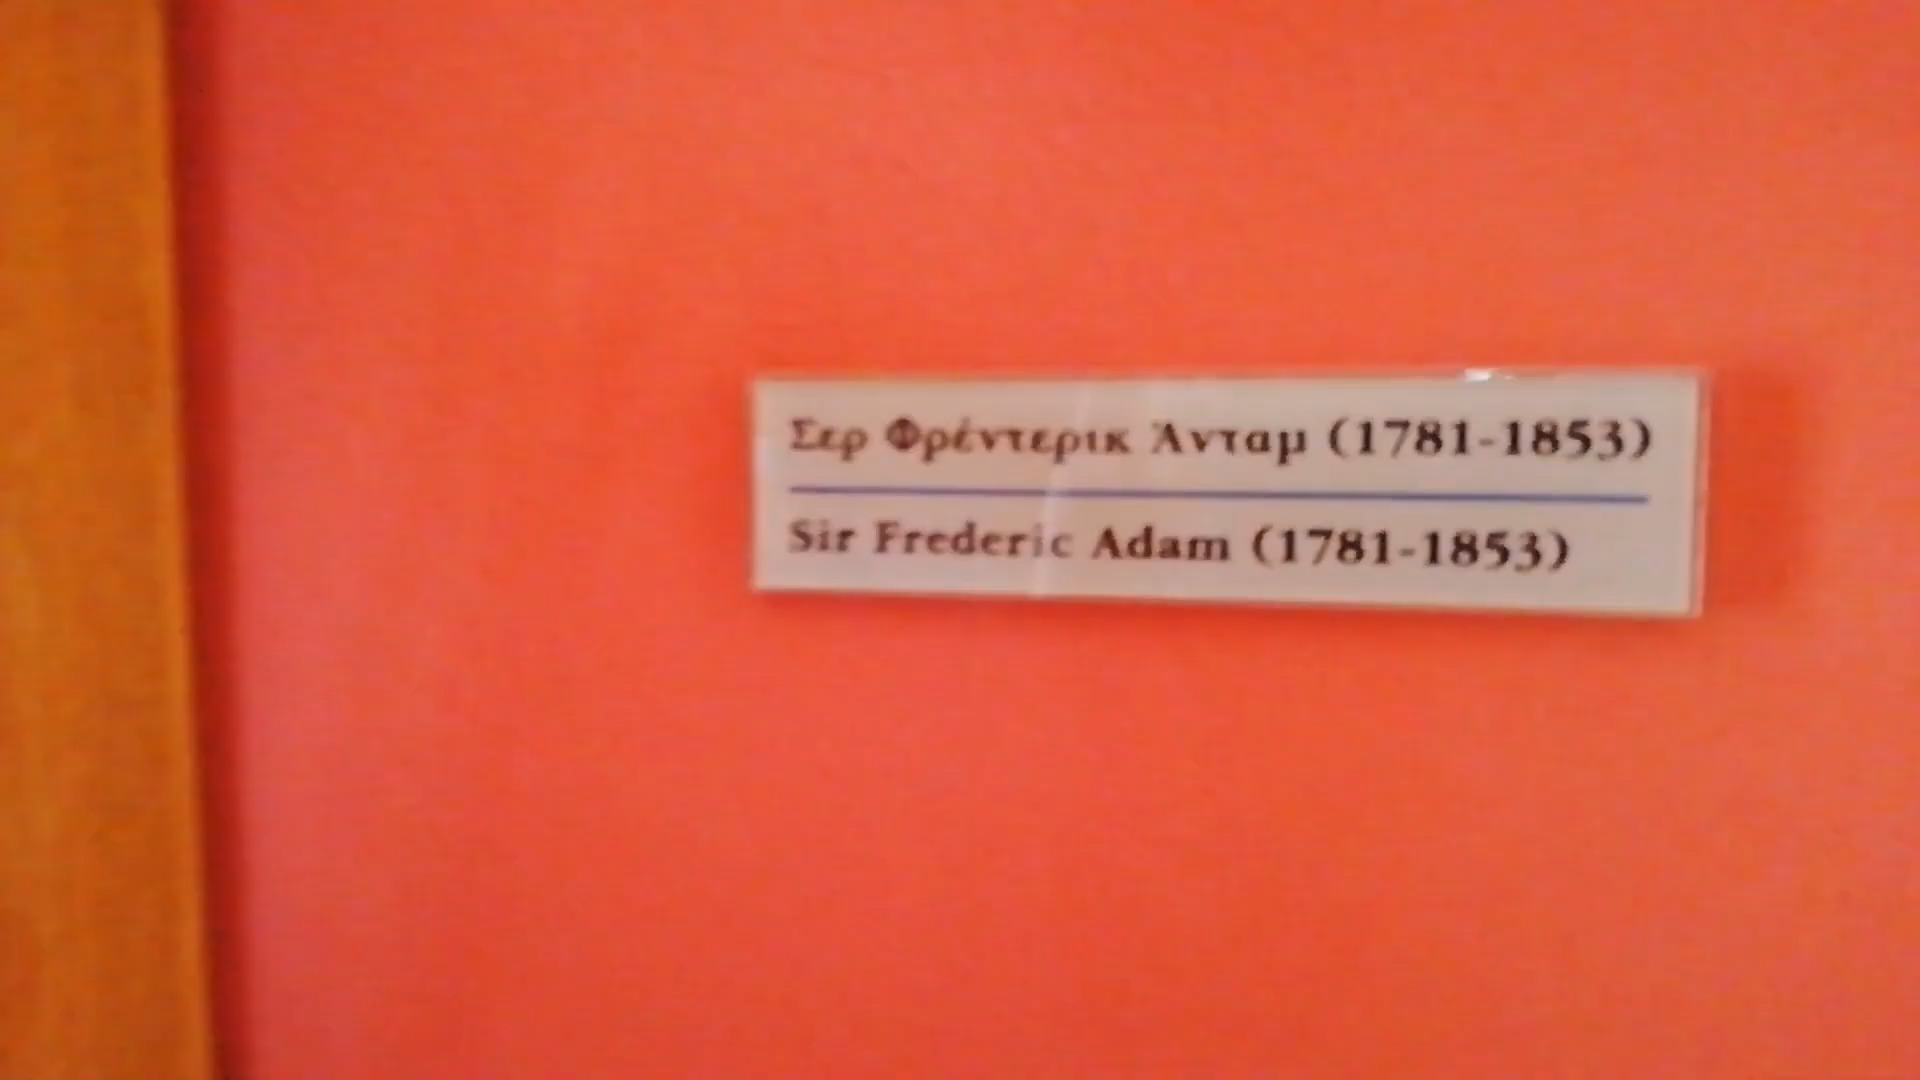 Σερ Φρέντερικ Άνταμ (1781-1853)
Sir Frederic Adam (1781-1853)